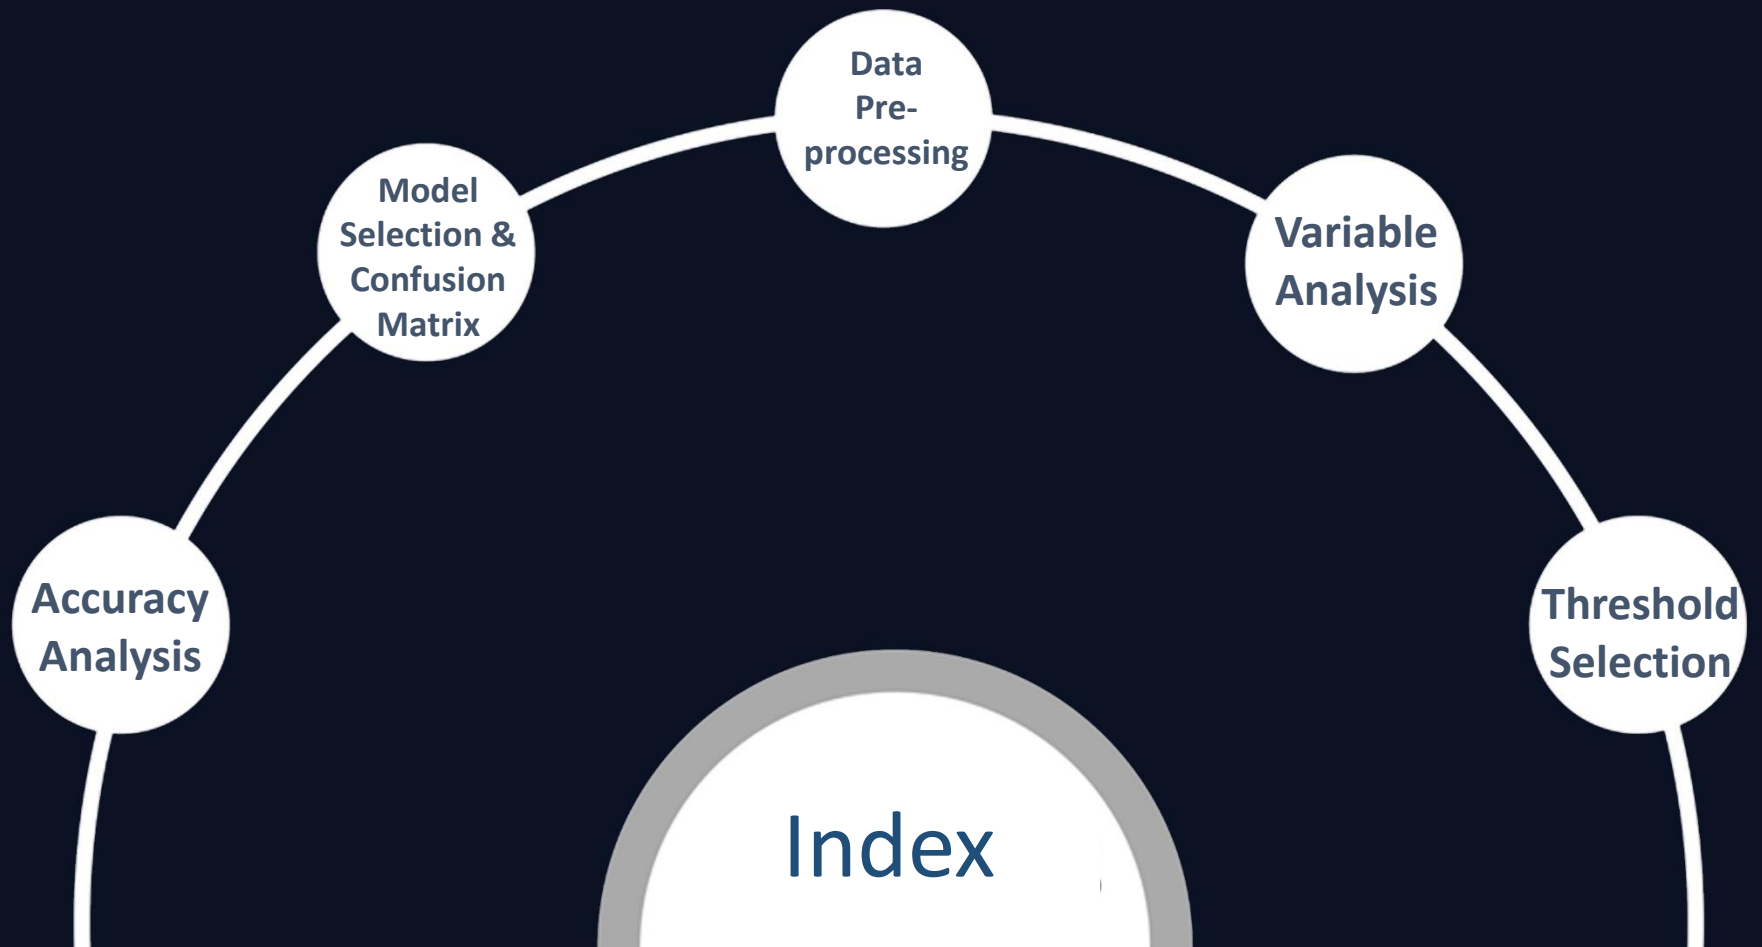 Data
Pre-
processing
Model
Selection &
Confusion
Matrix
Variable
Analysis
Accuracy
Analysis
Threshold
Selection
Index